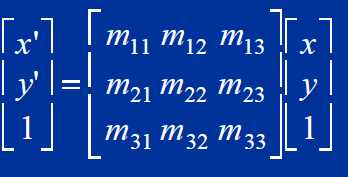 x' m11 m12 m13 x
y' = m21 m22 m23 y
1 m31 m32 m33 1